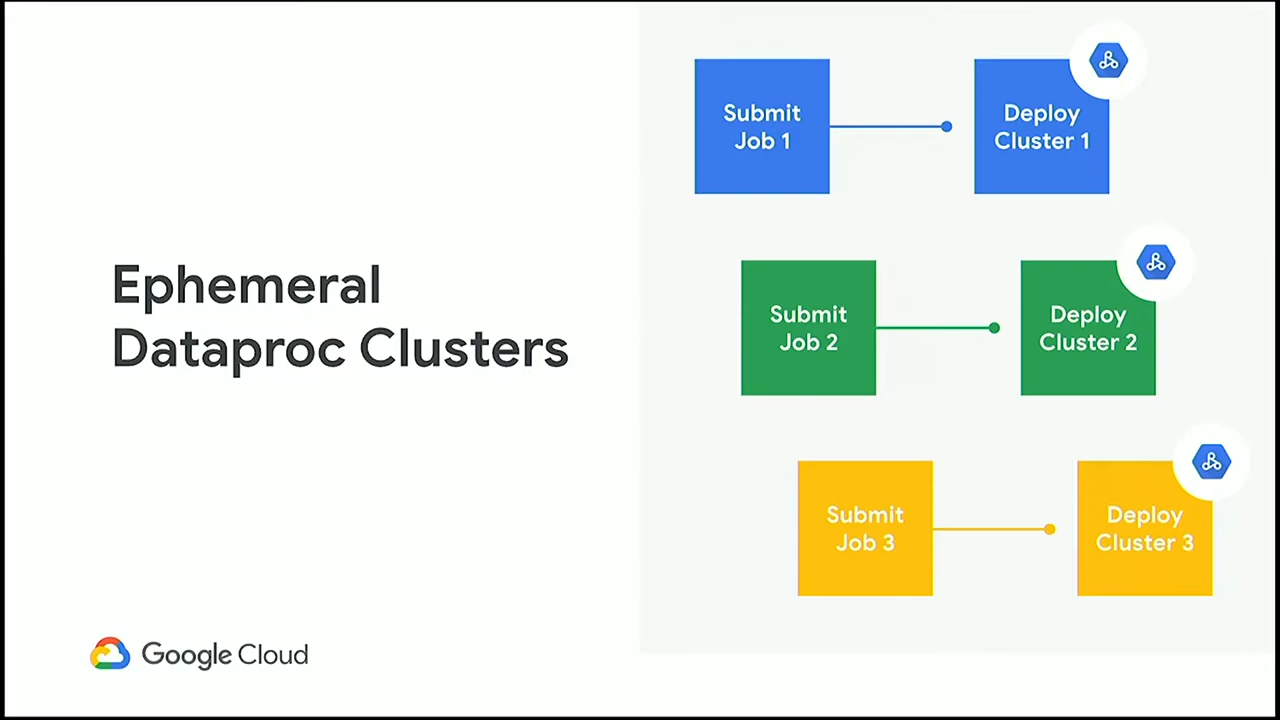 Ephemeral
Dataproc Clusters
Submit
Job 1
Deploy
Cluster 1
Submit
Job 2
Deploy
Cluster 2
Submit
Job 3
Deploy
Cluster 3
Google Cloud